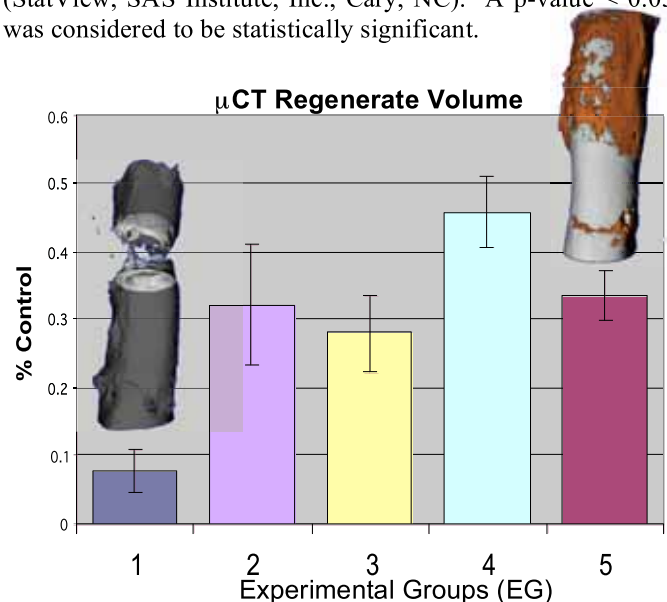 (StatView, SAS Institute, Inc., Cary, NC). A p-value < 0.05
was considered to be statistically significant.
μCT Regenerate Volume
0.6
0.5
0.4
0.3
0.2
0.1
0
% Control
1 2 3 4 5
Experimental Groups (EG)